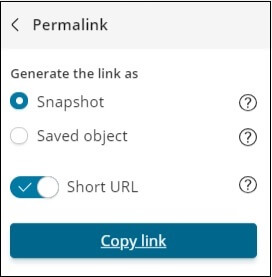 Permalink
Generate the link as
Snapshot
Saved object
Short URL
Copy link